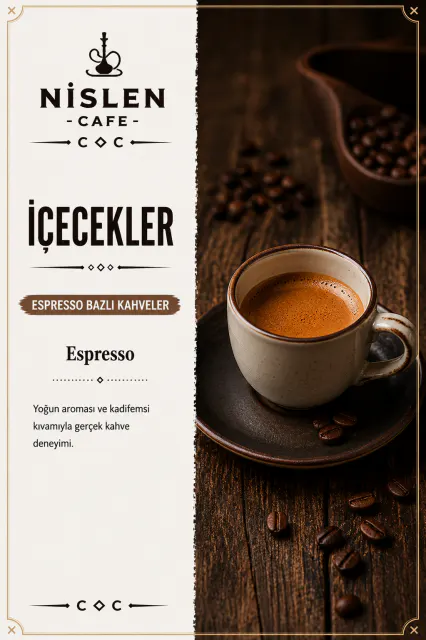 NİSLEN
- CAFE -
C C
İÇECEKLER
ESPRESSO BAZLI KAHVELER
Espresso
Yoğun aroması ve kadifemsi
kıvamıyla gerçek kahve
deneyimi.
C C